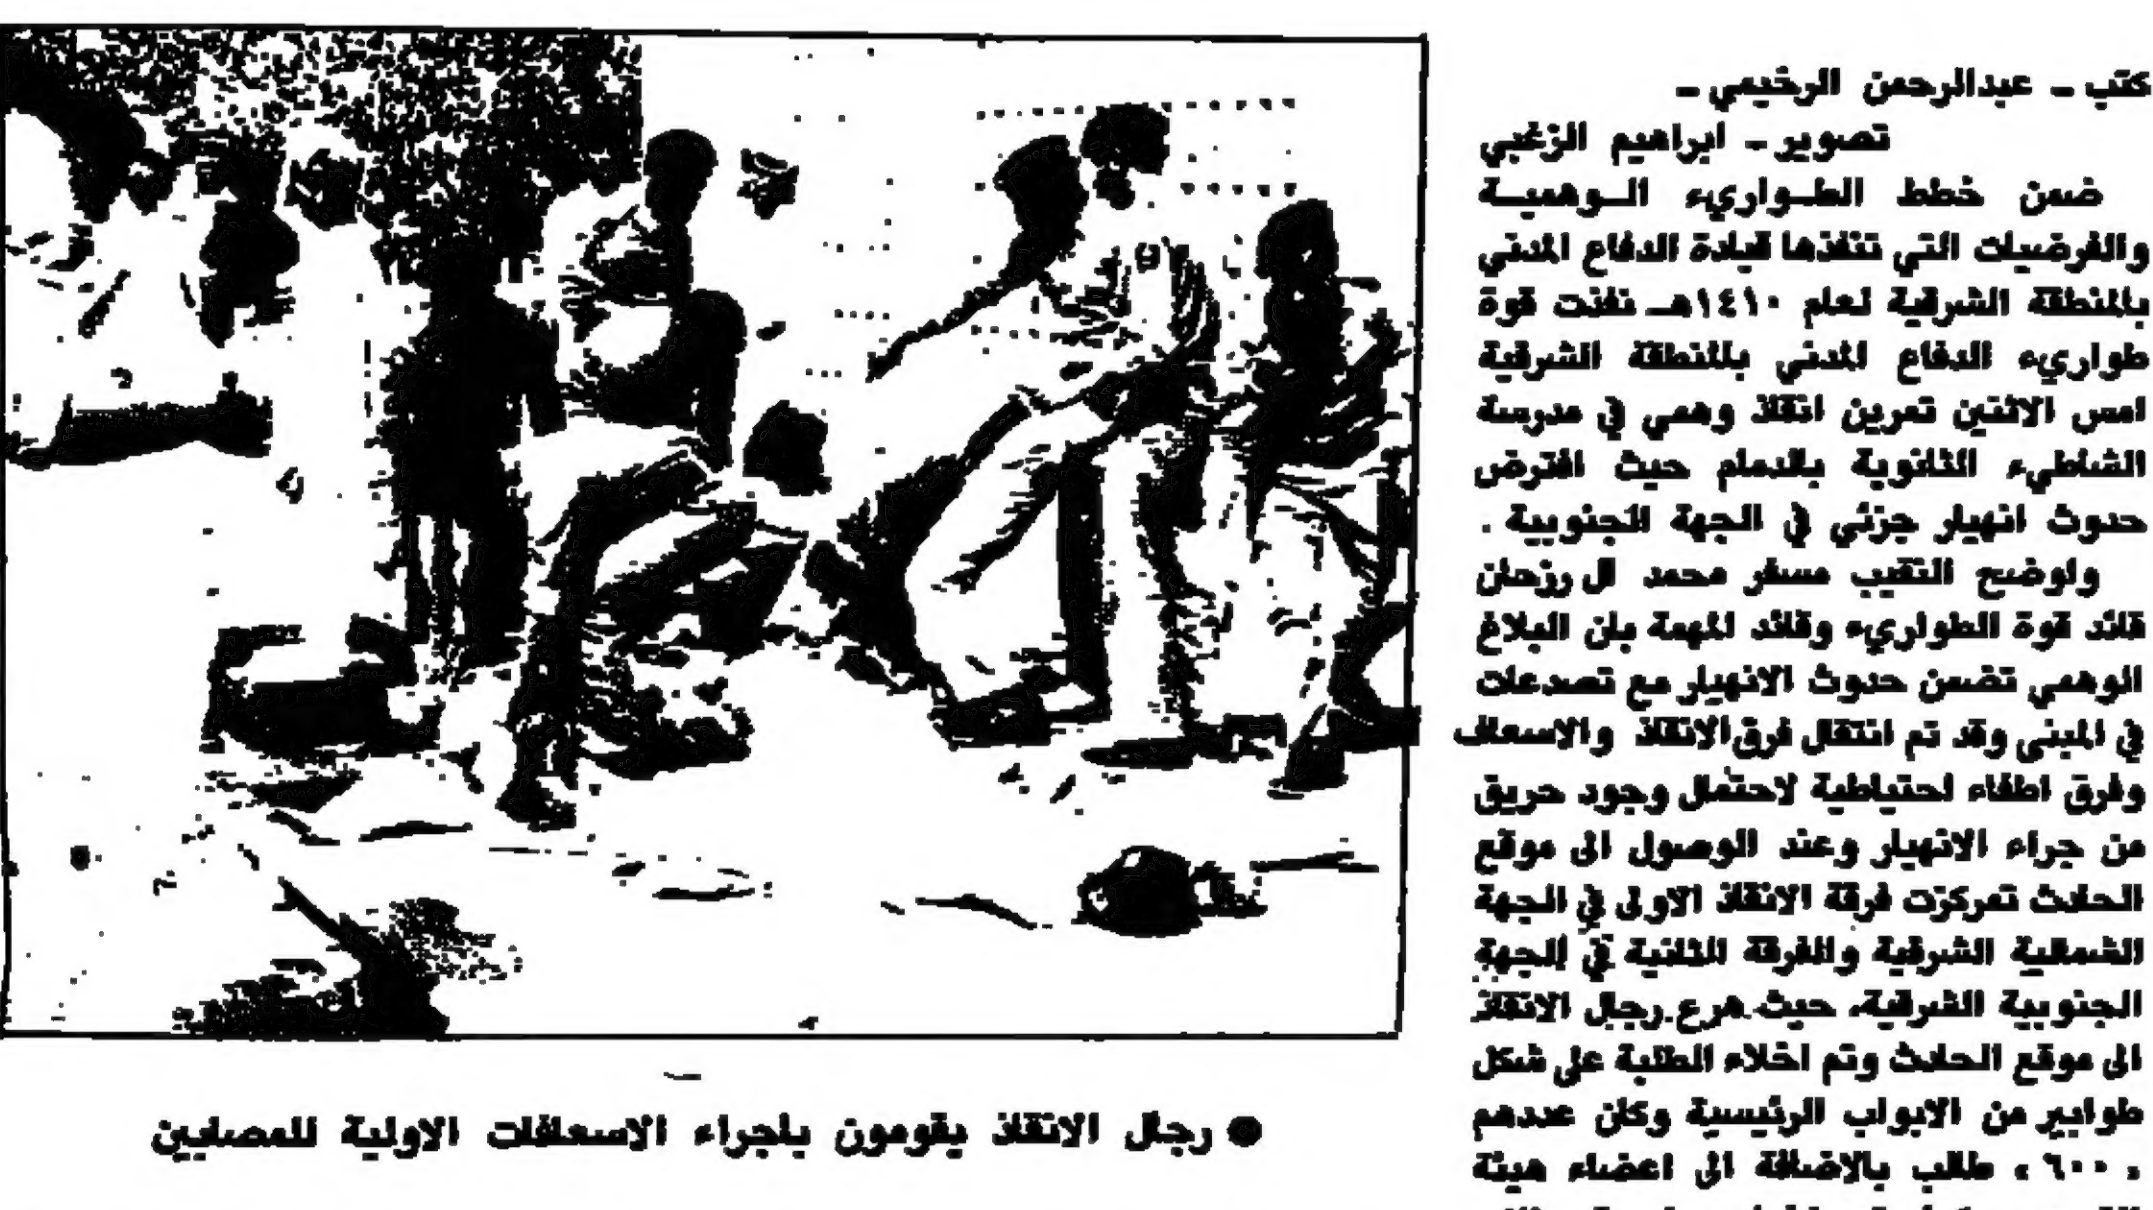 كتب ـ عبدالرحمن الرخيمي ـ
تصوير ـ ابراهيم الزغبي
ضمن خطط الطـواريء الـوهميـة
والفرضيات التي تنفذها قيادة الدفاع المدني
بالمنطقة الشرقية لعام ١٤١٠هـ نفذت قوة
طواريء الدفاع المدني بالمنطقة الشرقية
امس الاثنين تمرين انقاذ وهمي في مدرسة
الشاطيء الثانوية بالدمام حيث افترض
حدوث انهيار جزئي في الجهة الجنوبية .
واوضح النقيب مسفر محمد ال رزحان
قائد قوة الطواريء وقائد المهمة بان البلاغ
الوهمي تضمن حدوث الانهيار مع تصدعات
في المبنى وقد تم انتقال فرق الانقاذ والاسعاف
وفرق اطفاء احتياطية لاحتمال وجود حريق
من جراء الانهيار وعند الوصول الى موقع
الحادث تمركزت فرقة الانقاذ الاولى في الجهة
الشمالية الشرقية والفرقة الثانية في الجهة
الجنوبية الشرقية، حيث هرع رجال الانقاذ
الى موقع الحادث وتم اخلاء الطلبة على شكل
طوابير من الابواب الرئيسية وكان عددهم
« ٦٠٠ » طالب بالاضافة الى اعضاء هيئة
● رجال الانقاذ يقومون باجراء الاسعافات الاولية للمصابين